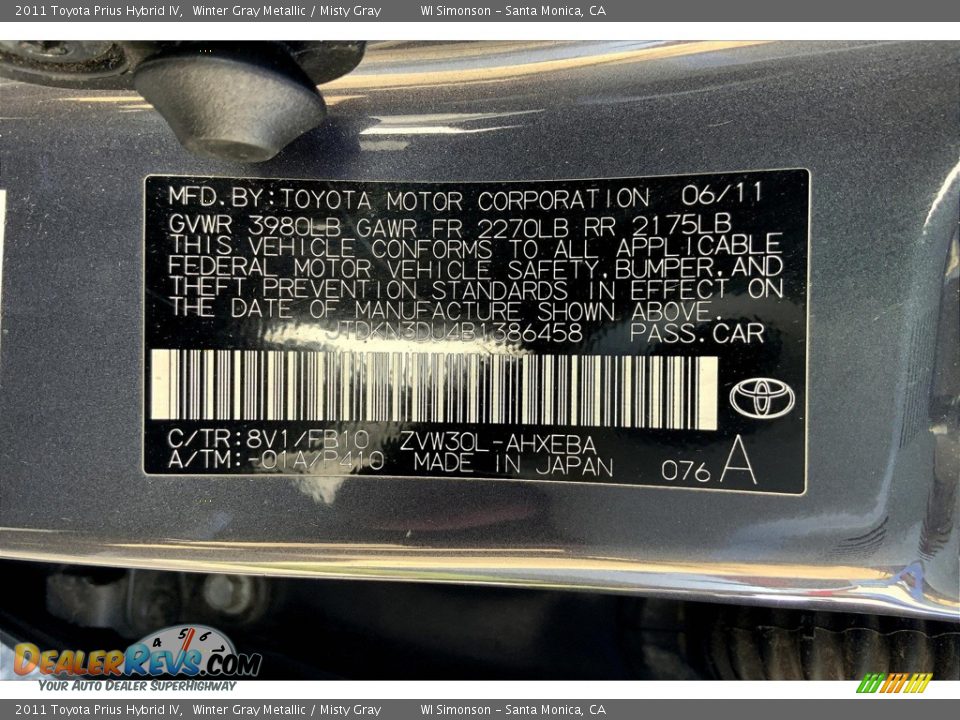 2011 Toyota Prius Hybrid IV, Winter Gray Metallic / Misty Gray WI Simonson - Santa Monica, CA
MFD.BY:TOYOTA MOTOR CORPORATION 06/11
GVWR 3980LB GAWR FR 2270LB RR 2175LB
THIS VEHICLE CONFORMS TO ALL APPLICABLE
FEDERAL MOTOR VEHICLE SAFETY,BUMPER,AND
THEFT PREVENTION STANDARDS IN EFFECT ON
THE DATE OF MANUFACTURE SHOWN ABOVE.
JTDKN3DU4B1386458 PASS.CAR
C/TR:8V1/FB10 ZVW30L-AHXEBA
A/TM:-01A/P410 MADE IN JAPAN 076 A
4 5 6
DEALERREVS.COM
YOUR AUTO DEALER SUPERHIGHWAY
2011 Toyota Prius Hybrid IV, Winter Gray Metallic / Misty Gray WI Simonson - Santa Monica, CA